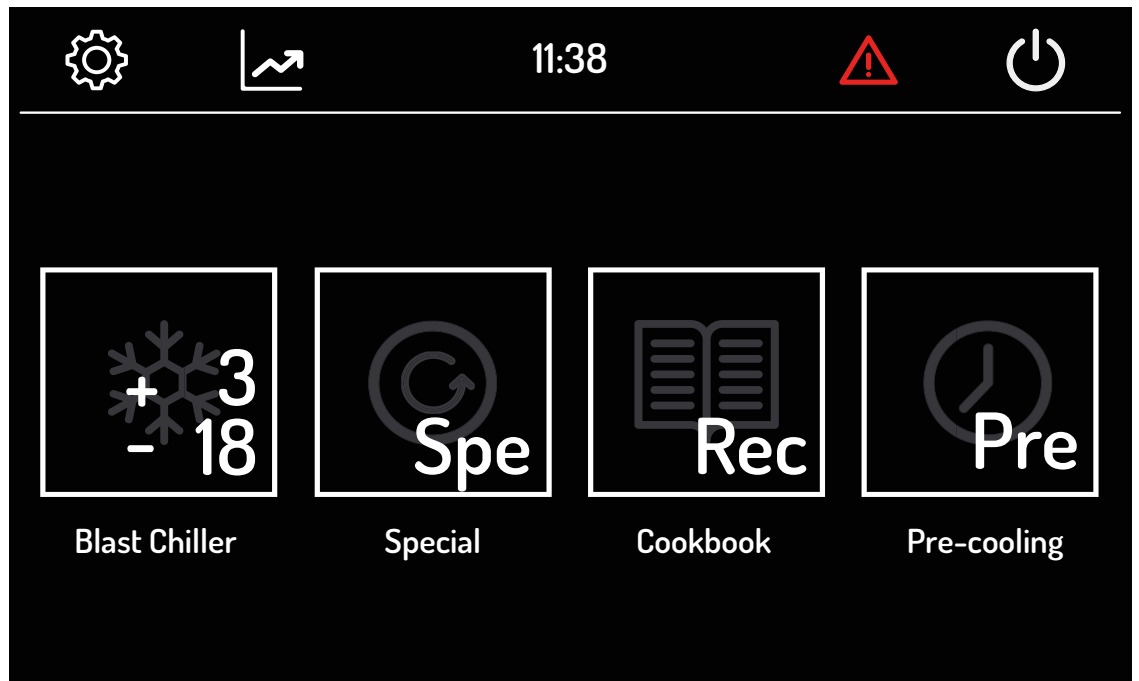 11:38
+ 3
- 18
Spe
Rec
Pre
Blast Chiller
Special
Cookbook
Pre-cooling